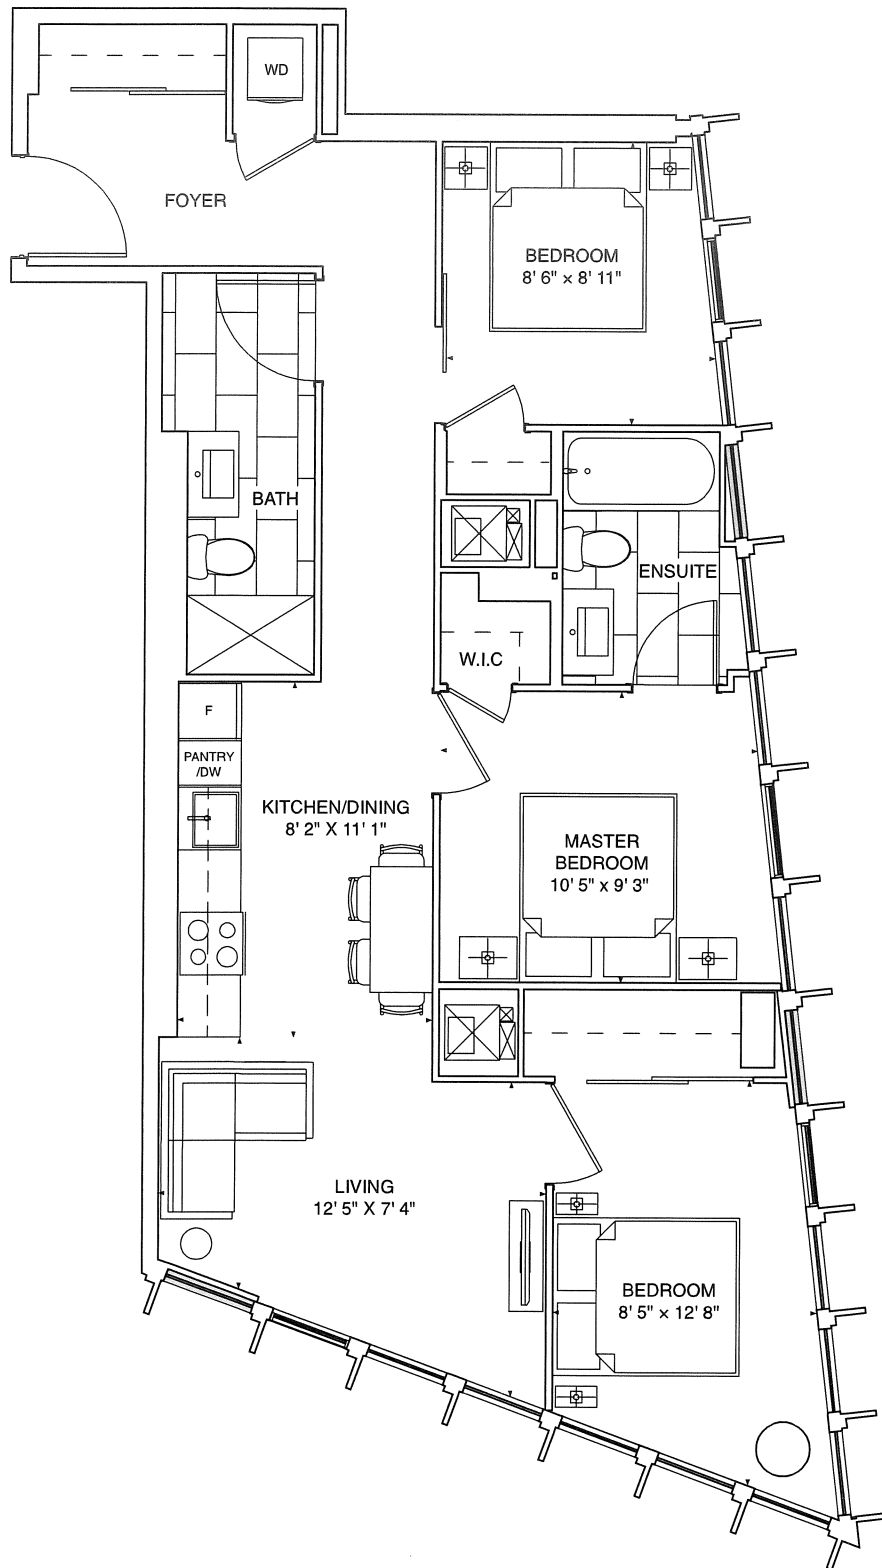 WD
FOYER
BEDROOM
8' 6" × 8' 11"
BATH
ENSUITE
W.I.C
F
PANTRY
/DW
KITCHEN/DINING
8' 2" X 11' 1"
MASTER
BEDROOM
10' 5" x 9' 3"
LIVING
12' 5" X 7' 4"
BEDROOM
8' 5" × 12' 8"